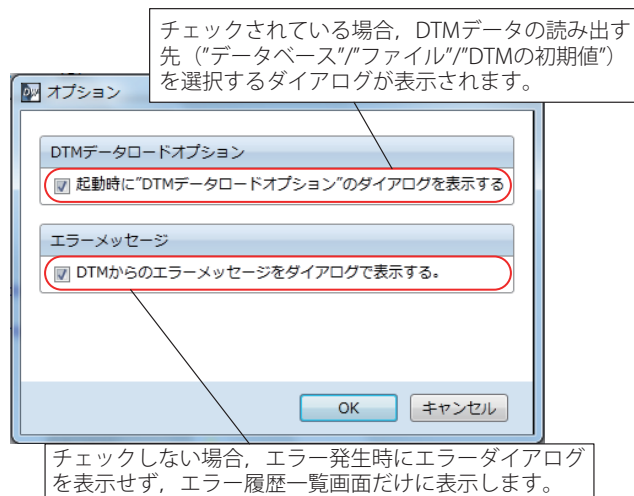 チェックされている場合，DTMデータの読み出す
先（”データベース”/”ファイル”/”DTMの初期値”）
を選択するダイアログが表示されます。
オプション
DTMデータロードオプション
起動時に”DTMデータロードオプション”のダイアログを表示する
エラーメッセージ
DTMからのエラーメッセージをダイアログで表示する。
OK
キャンセル
チェックしない場合，エラー発生時にエラーダイアログ
を表示せず，エラー履歴一覧画面だけに表示します。